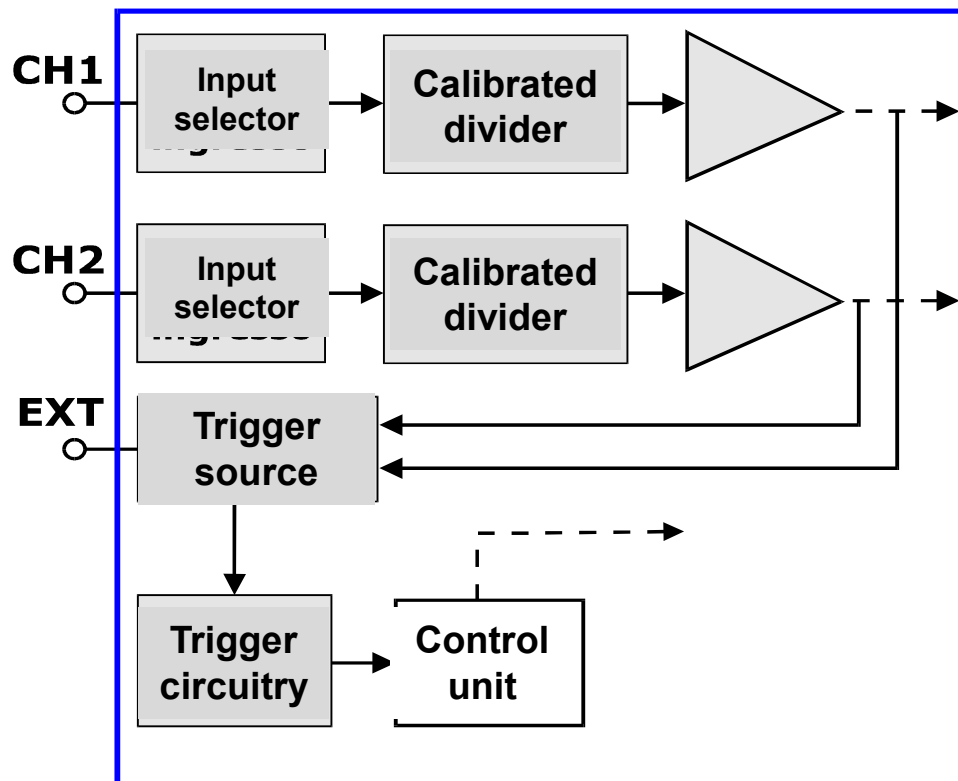 CH1
Input
selector
Calibrated
divider
CH2
Input
selector
Calibrated
divider
EXT
Trigger
source
Trigger
circuitry
Control
unit